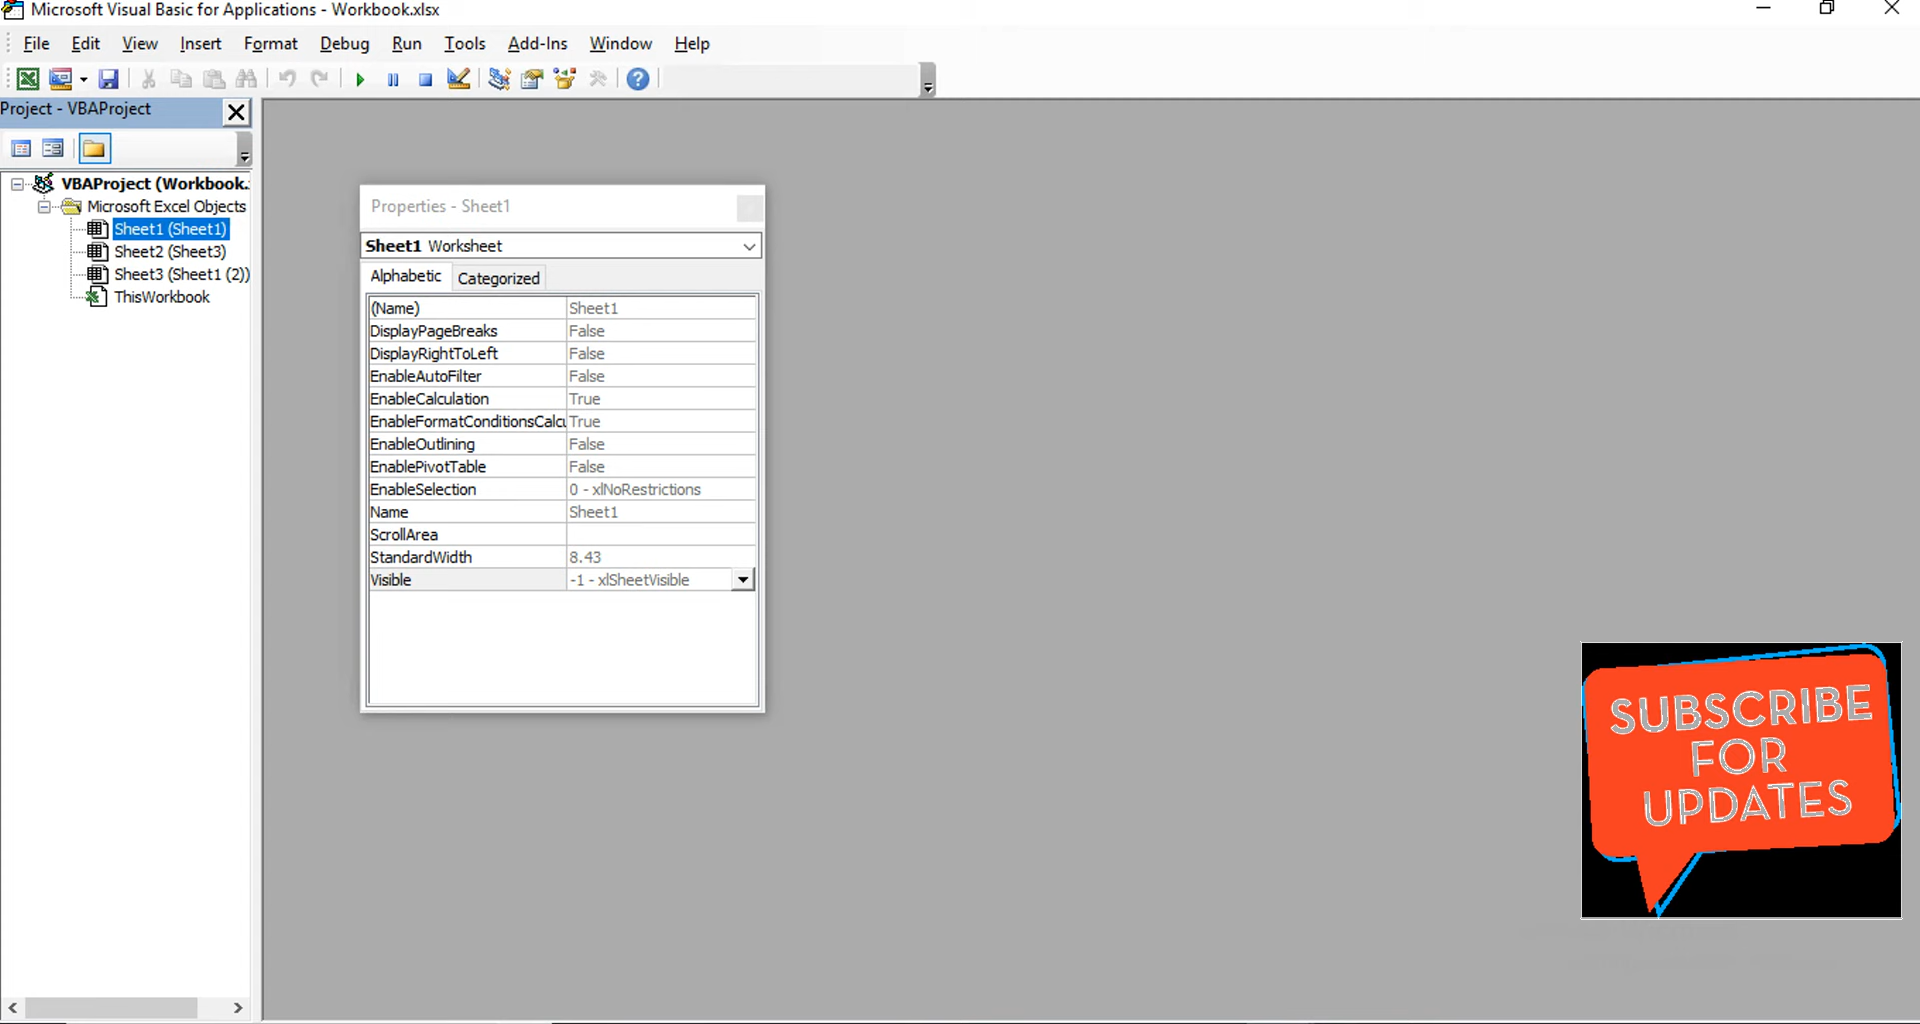 Microsoft Visual Basic for Applications - Workbook.xlsx
File Edit View Insert Format Debug Run Tools Add-Ins Window Help
Project - VBAProject
VBAProject (Workbook.
Microsoft Excel Objects
Sheet1 (Sheet1)
Sheet2 (Sheet3)
Sheet3 (Sheet1 (2))
ThisWorkbook
Properties - Sheet1
Sheet1 Worksheet
Alphabetic Categorized
(Name) Sheet1
DisplayPageBreaks False
DisplayRightToLeft False
EnableAutoFilter False
EnableCalculation True
EnableFormatConditionsCalcu True
EnableOutlining False
EnablePivotTable False
EnableSelection 0 - xlNoRestrictions
Name Sheet1
ScrollArea
StandardWidth 8.43
Visible -1 - xlSheetVisible
SUBSCRIBE
FOR
UPDATES